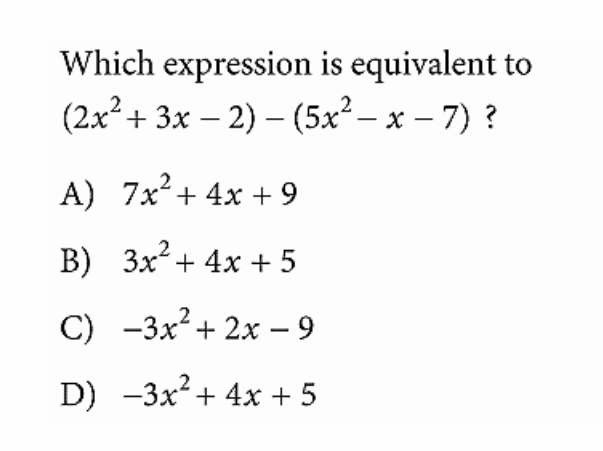 Which expression is equivalent to
(2x² + 3x – 2) – (5x² – x – 7) ?
A) 7x² + 4x + 9
B) 3x² + 4x + 5
C) –3x² + 2x – 9
D) –3x² + 4x + 5